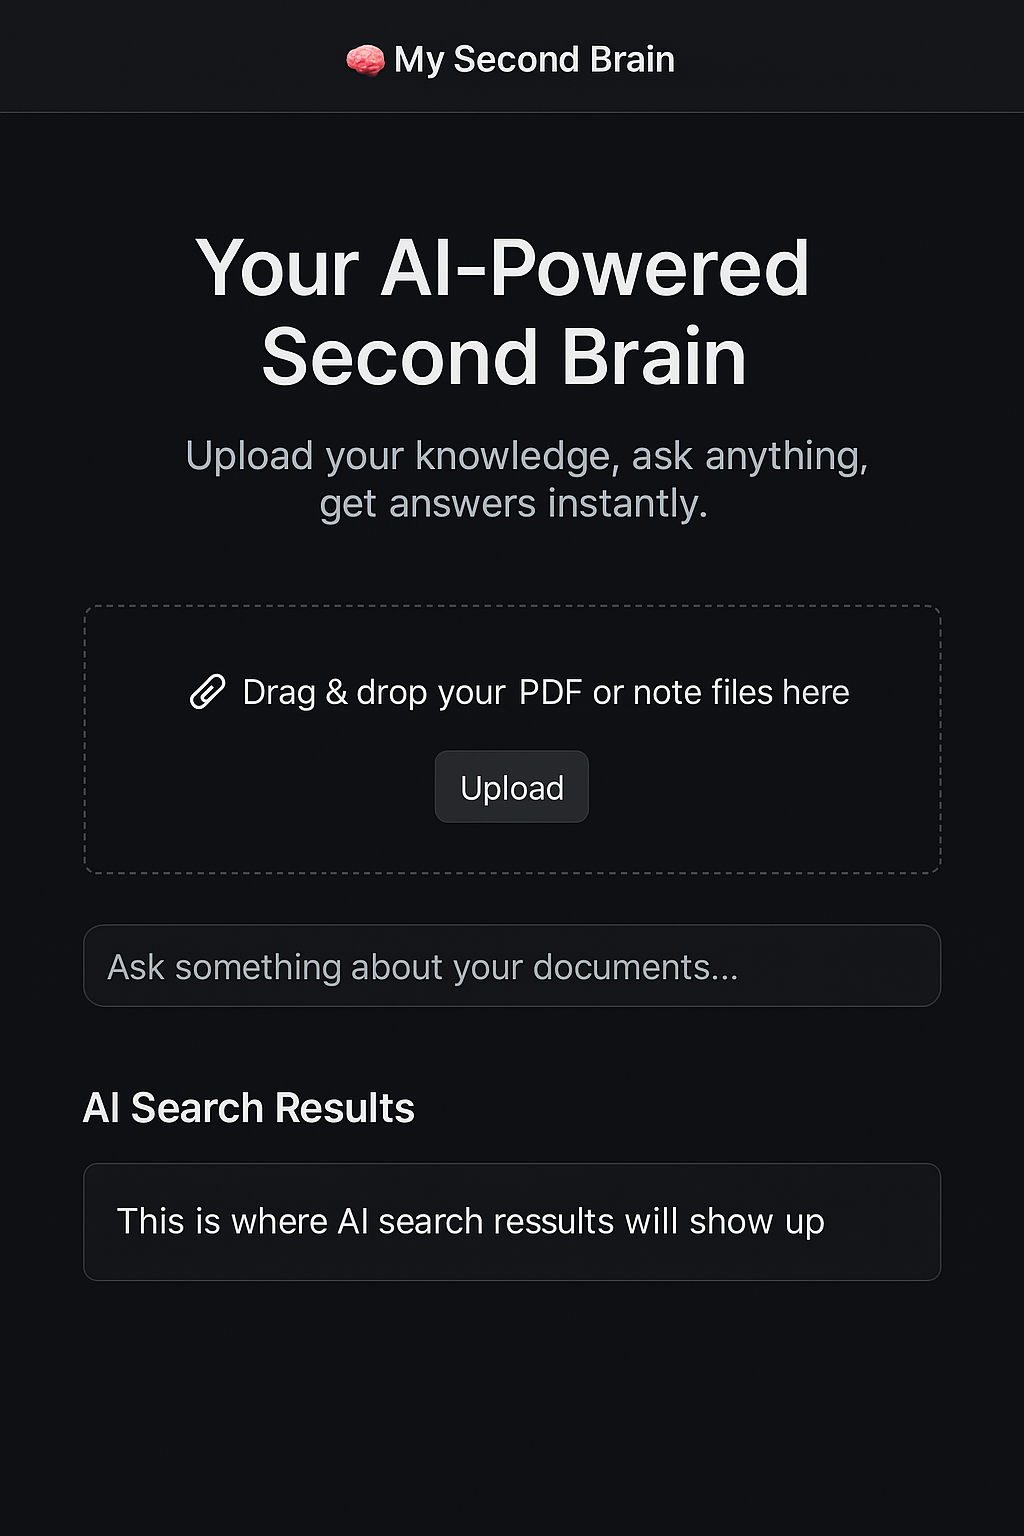 My Second Brain
Your AI-Powered
Second Brain
Upload your knowledge, ask anything,
get answers instantly.
Drag & drop your PDF or note files here
Upload
Ask something about your documents...
AI Search Results
This is where AI search ressults will show up